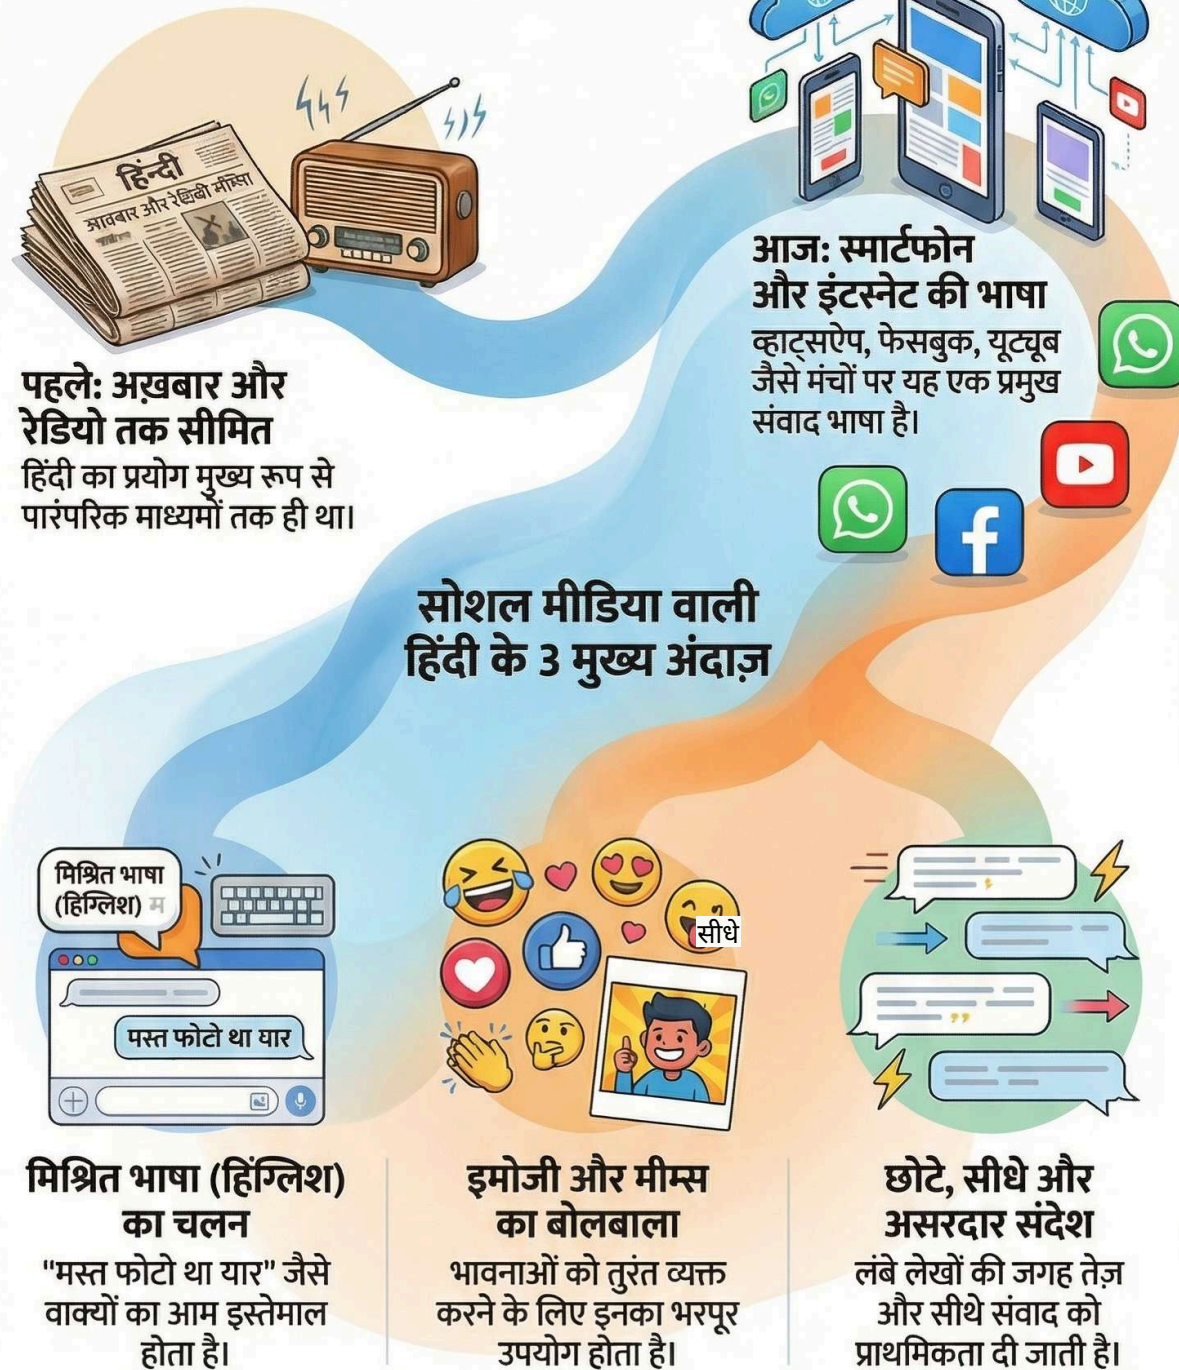 हिन्दी
पहले: अख़बार और
रेडियो तक सीमित
हिंदी का प्रयोग मुख्य रूप से
पारंपरिक माध्यमों तक ही था।
आज: स्मार्टफोन
और इंटरनेट की भाषा
व्हाट्सऐप, फेसबुक, यूट्यूब
जैसे मंचों पर यह एक प्रमुख
संवाद भाषा है।
सोशल मीडिया वाली
हिंदी के 3 मुख्य अंदाज़
मिश्रित भाषा
(हिग्लिश) म
मस्त फोटो था यार
सीधे
मिश्रित भाषा (हिंग्लिश)
का चलन
"मस्त फोटो था यार" जैसे
वाक्यों का आम इस्तेमाल
होता है।
इमोजी और मीम्स
का बोलबाला
भावनाओं को तुरंत व्यक्त
करने के लिए इनका भरपूर
उपयोग होता है।
छोटे, सीधे और
असरदार संदेश
लंबे लेखों की जगह तेज़
और सीथे संवाद को
प्राथमिकता दी जाती है।